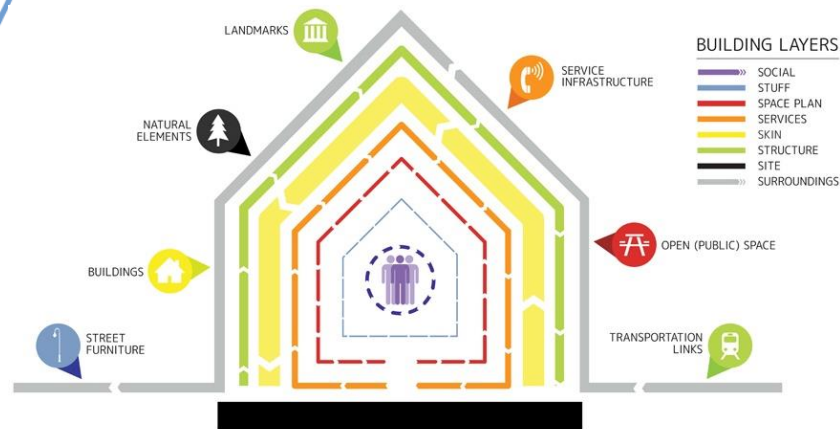 LANDMARKS
SERVICE
INFRASTRUCTURE
NATURAL
ELEMENTS
BUILDINGS
OPEN (PUBLIC) SPACE
STREET
FURNITURE
TRANSPORTATION
LINKS
BUILDING LAYERS
SOCIAL
STUFF
SPACE PLAN
SERVICES
SKIN
STRUCTURE
SITE
SURROUNDINGS